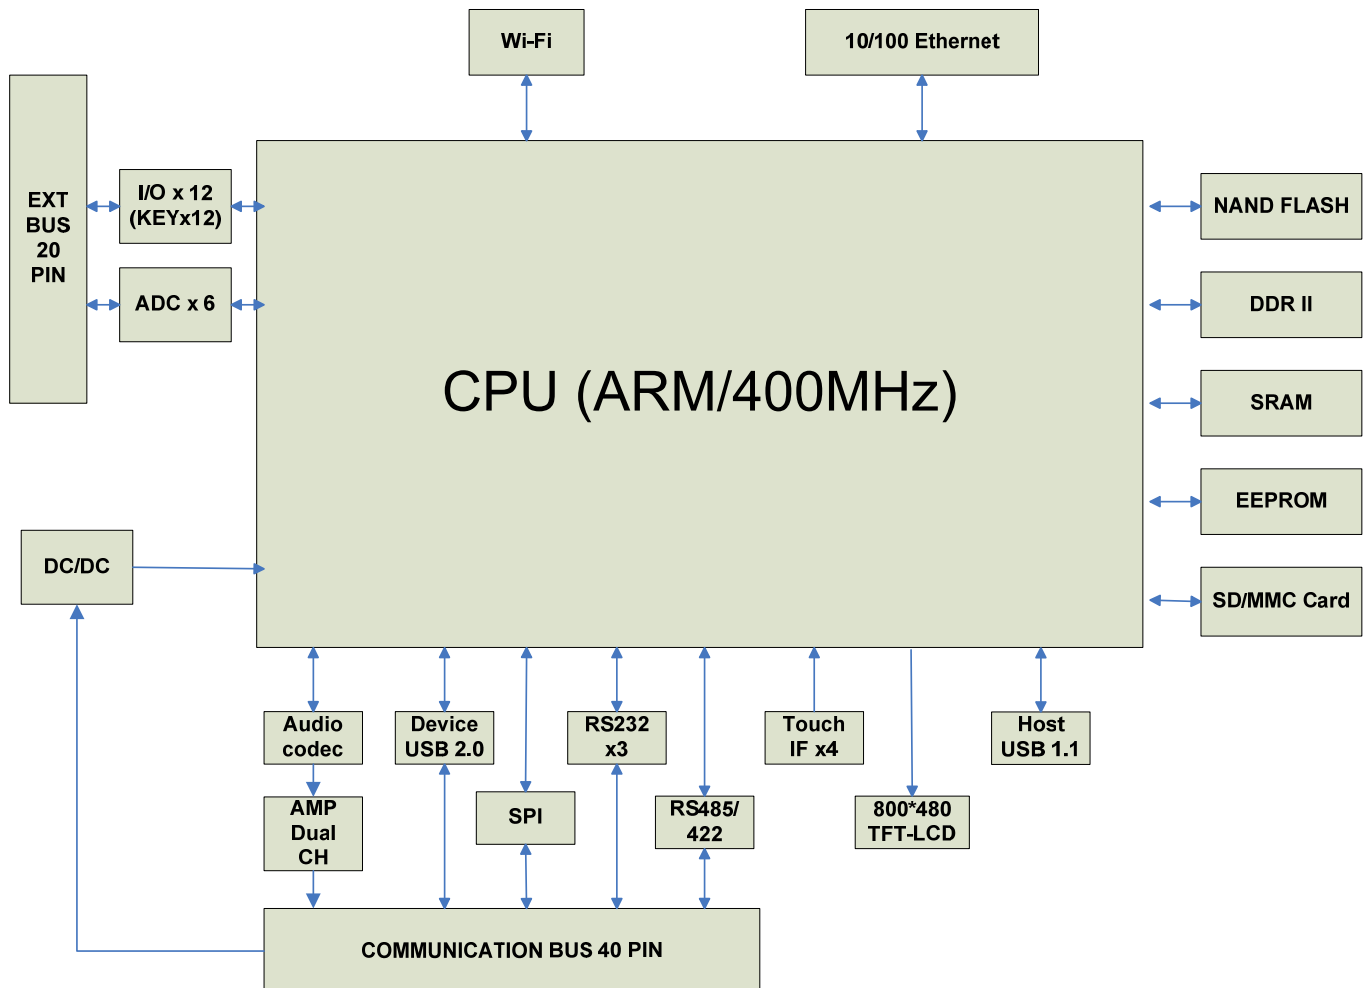 Wi-Fi
10/100 Ethernet
EXT
BUS
20
PIN
I/O x 12
(KEYx12)
ADC x 6
CPU (ARM/400MHz)
NAND FLASH
DDR II
SRAM
EEPROM
SD/MMC Card
DC/DC
Audio
codec
Device
USB 2.0
RS232
x3
Touch
IF x4
Host
USB 1.1
AMP
Dual
CH
SPI
RS485/
422
800*480
TFT-LCD
COMMUNICATION BUS 40 PIN